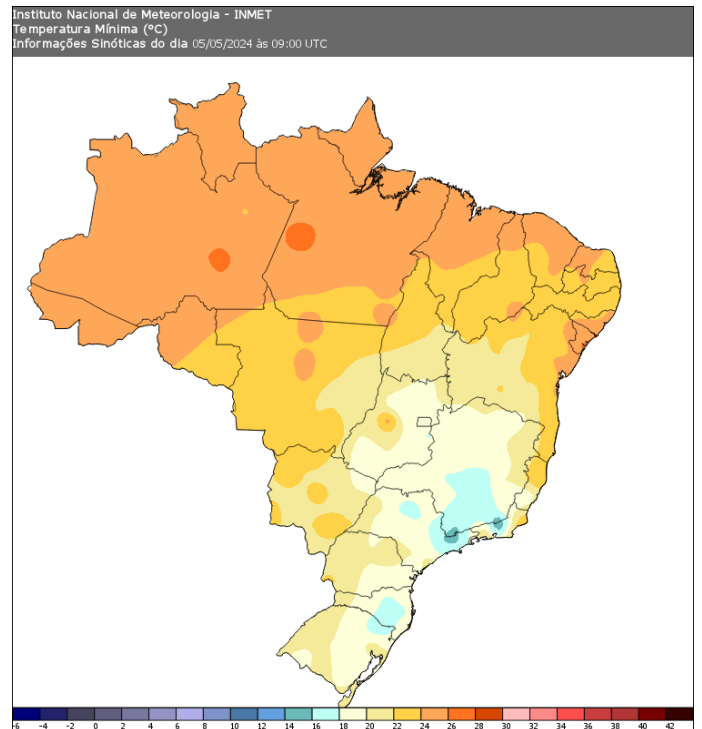 Instituto Nacional de Meteorologia - INMET
Temperatura Mínima (ºC)
Informações Sinóticas do dia 05/05/2024 às 09:00 UTC
-6 -4 -2 0 2 4 6 8 10 12 14 16 18 20 22 24 26 28 30 32 34 36 38 40 42